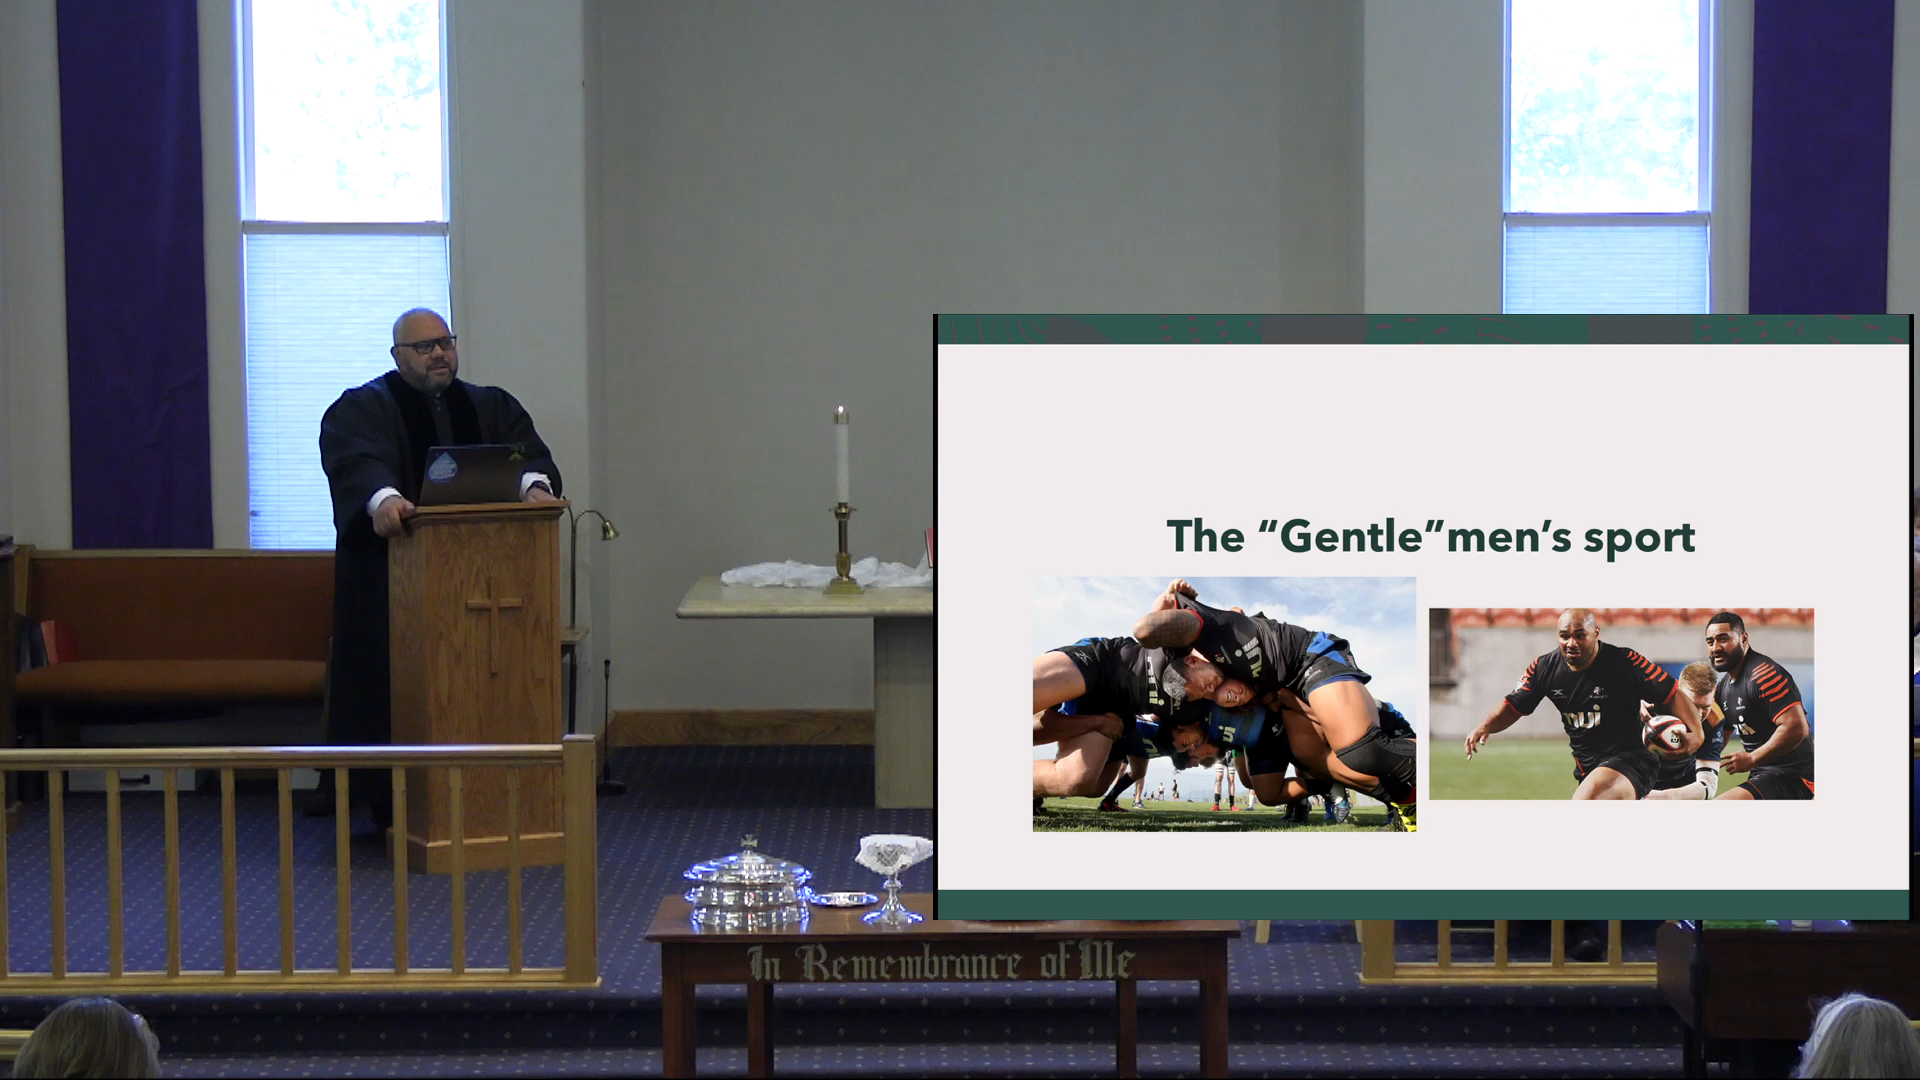 The “Gentle”men’s sport
In Remembrance of Me